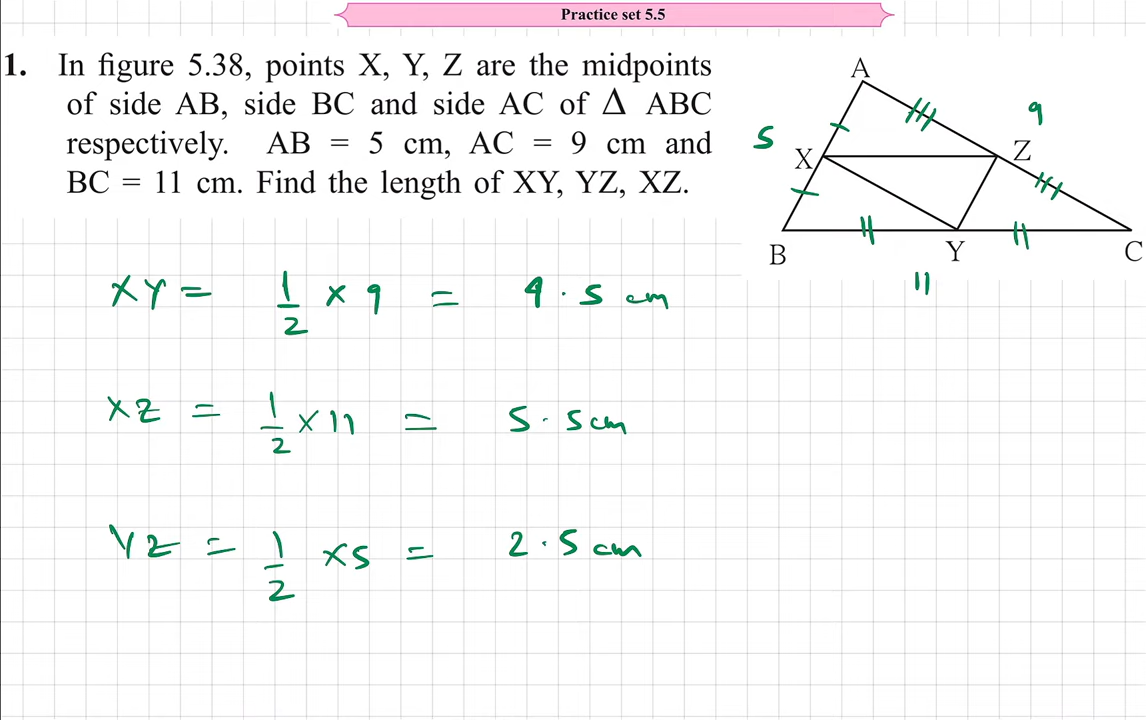 Practice set 5.5
1. In figure 5.38, points X, Y, Z are the midpoints
of side AB, side BC and side AC of Δ ABC
respectively. AB = 5 cm, AC = 9 cm and
BC = 11 cm. Find the length of XY, YZ, XZ.
A
9
5
X
Z
B
Y
C
11
XY = 1/2 × 9 = 4.5 cm
XZ = 1/2 × 11 = 5.5 cm
YZ = 1/2 × 5 = 2.5 cm